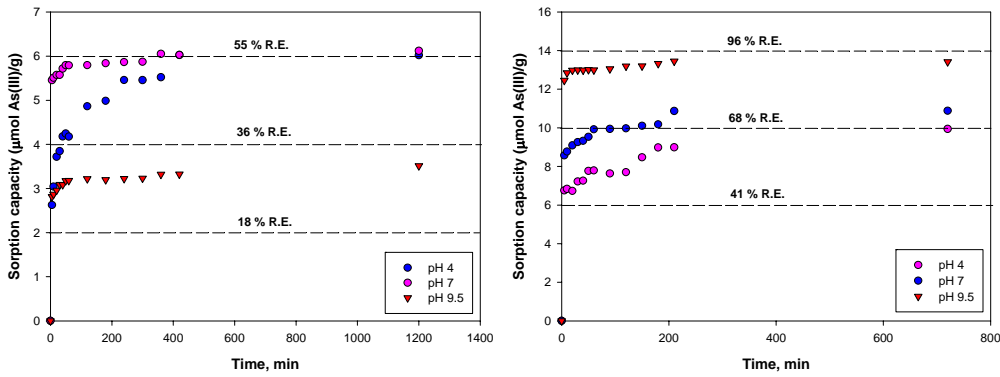 Sorption capacity (µmol As(III)/g)
7
6
5
4
3
2
1
0
55 % R.E.
36 % R.E.
18 % R.E.
pH 4
pH 7
pH 9.5
0 200 400 600 800 1000 1200 1400
Time, min
Sorption capacity (µmol As(III)/g)
16
14
12
10
8
6
4
2
0
96 % R.E.
68 % R.E.
41 % R.E.
pH 4
pH 7
pH 9.5
0 200 400 600 800
Time, min